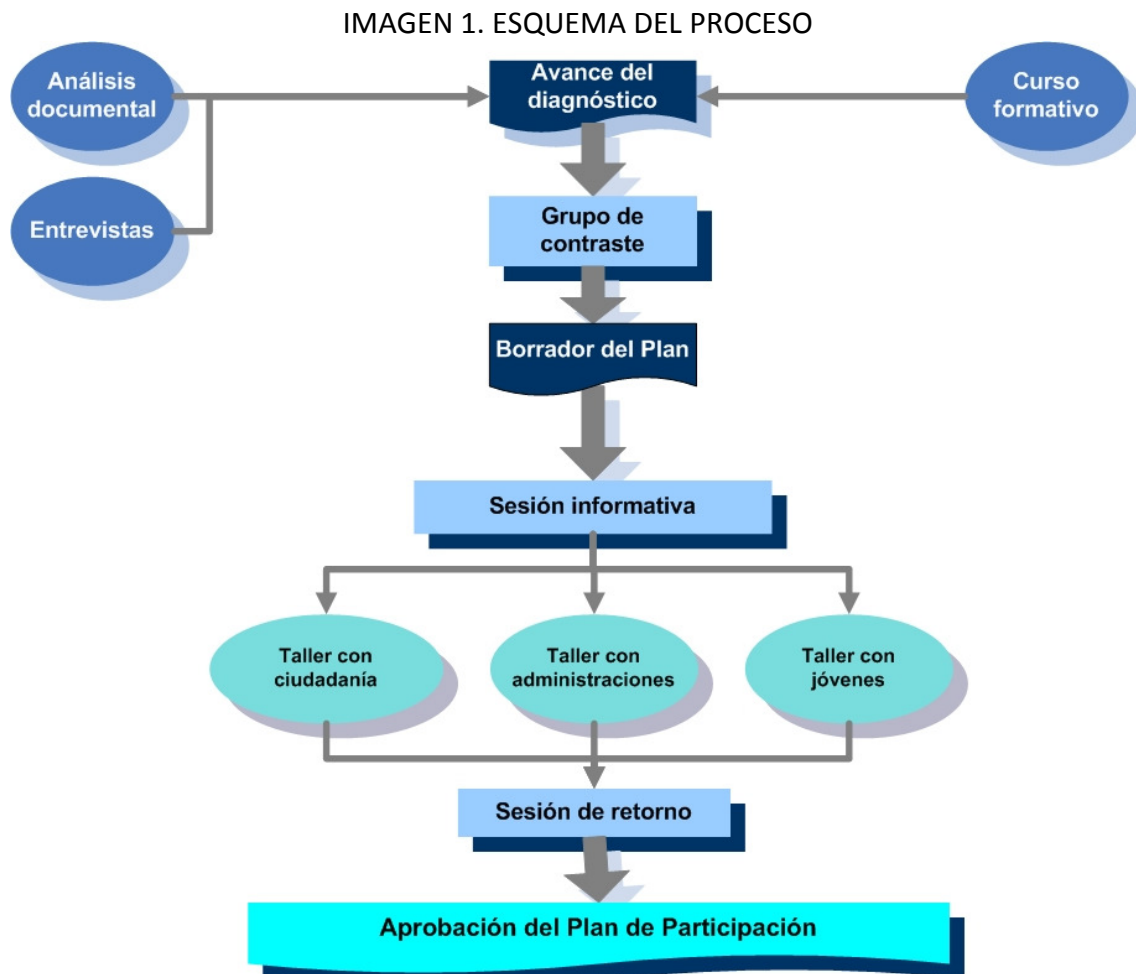 IMAGEN 1. ESQUEMA DEL PROCESO
Análisis
documental
Avance del
diagnóstico
Curso
formativo
Entrevistas
Grupo de
contraste
Borrador del Plan
Sesión informativa
Taller con
ciudadanía
Taller con
administraciones
Taller con
jóvenes
Sesión de retorno
Aprobación del Plan de Participación